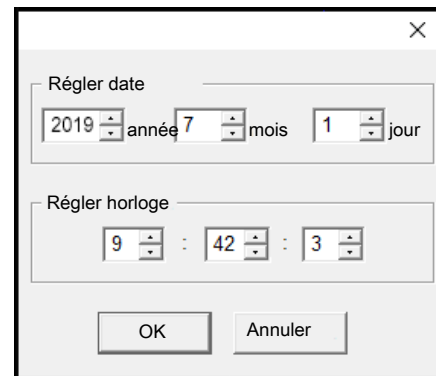 Régler date
2019 année 7 mois 1 jour
Régler horloge
9 : 42 : 3
OK Annuler